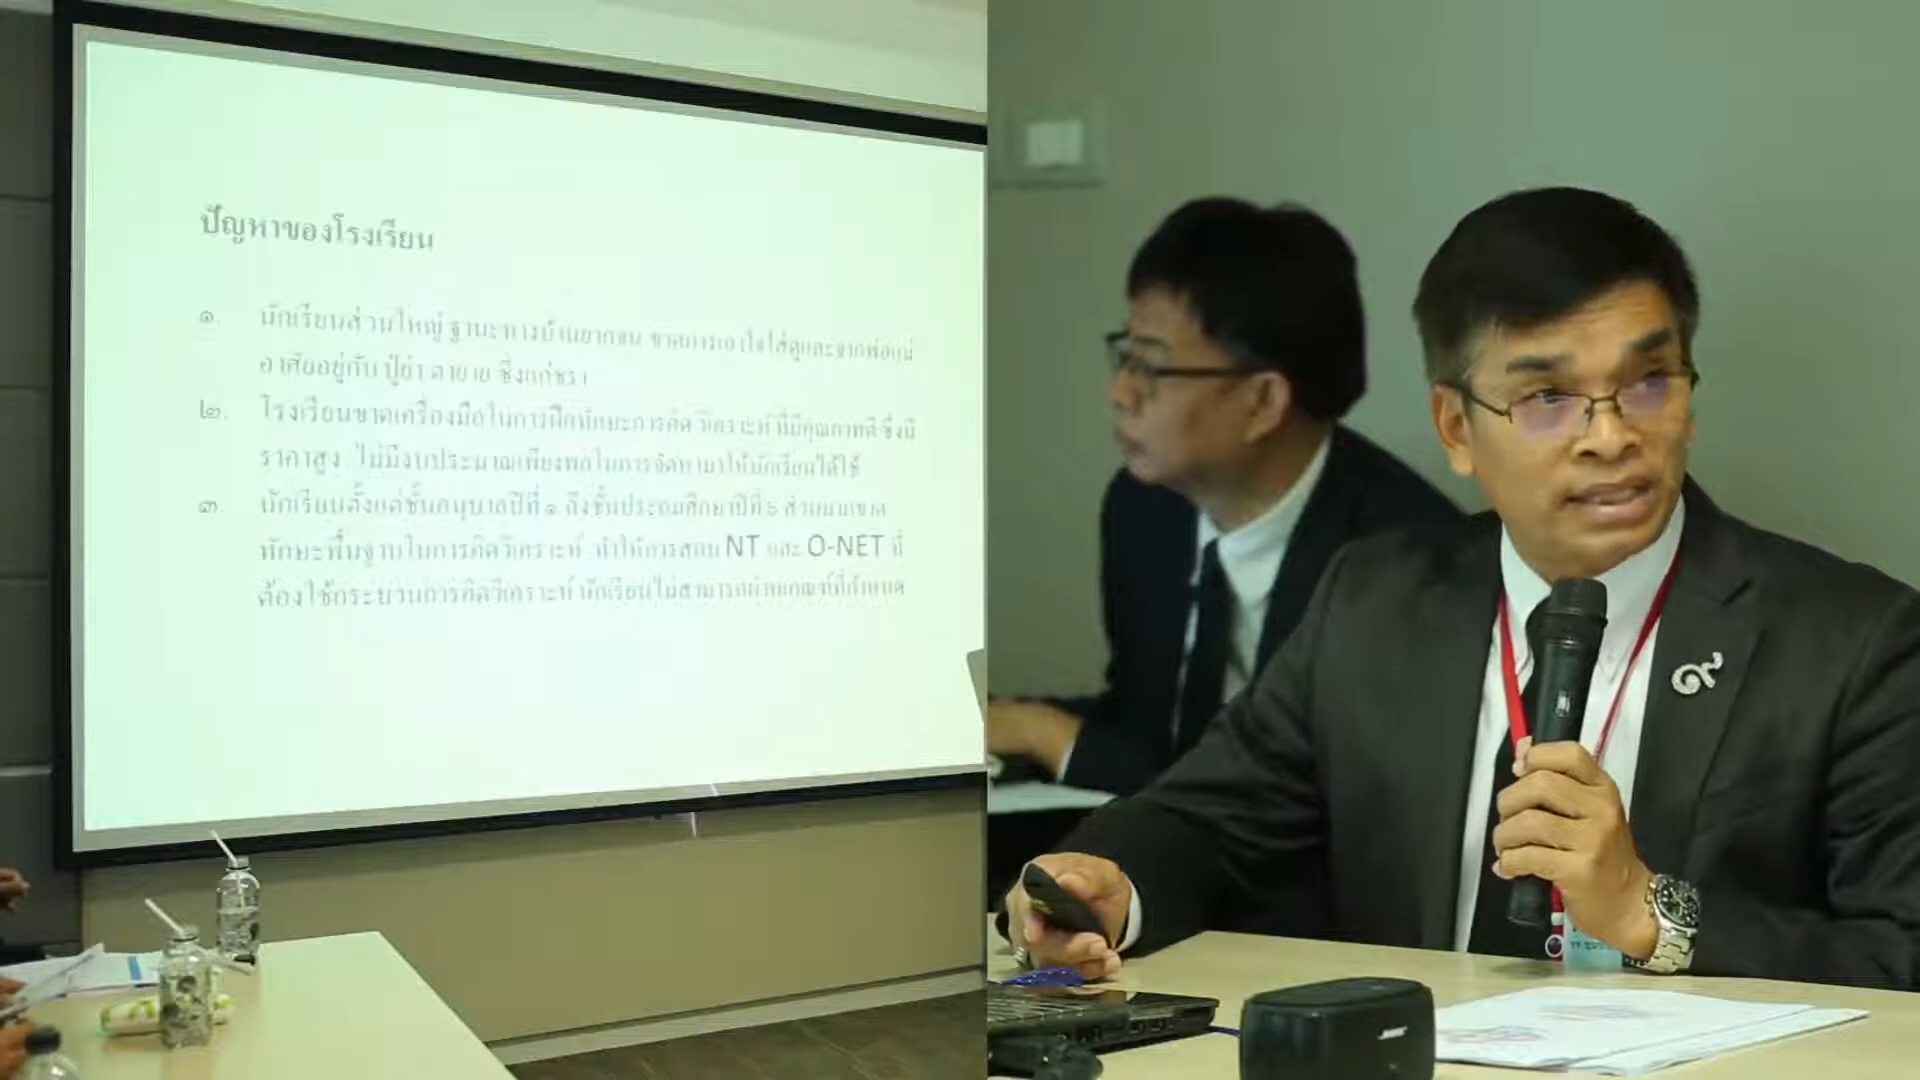 ปัญหาของโรงเรียน
๑. นักเรียนส่วนใหญ่ ฐานะทางบ้านยากจน ขาดการเอาใจใส่ดูแลจากพ่อแม่
อาศัยอยู่กับ ปู่ย่า ตายาย ซึ่งแก่ชรา
๒. โรงเรียนขาดเครื่องมือในการฝึกทักษะการคิด วิเคราะห์ ที่มีคุณภาพดี ซึ่งมี
ราคาสูง ไม่มีงบประมาณเพียงพอในการจัดหามาให้นักเรียนได้ใช้
๓. นักเรียนตั้งแต่ชั้นอนุบาลปีที่ ๑ ถึงชั้นประถมศึกษาปีที่ ๖ ส่วนมากขาด
ทักษะพื้นฐานในการคิดวิเคราะห์ ทำให้การสอบ NT และ O-NET ที่
ต้องใช้กระบวนการคิดวิเคราะห์ นักเรียนไม่สามารถผ่านเกณฑ์ที่กำหนด
๙
BOSE